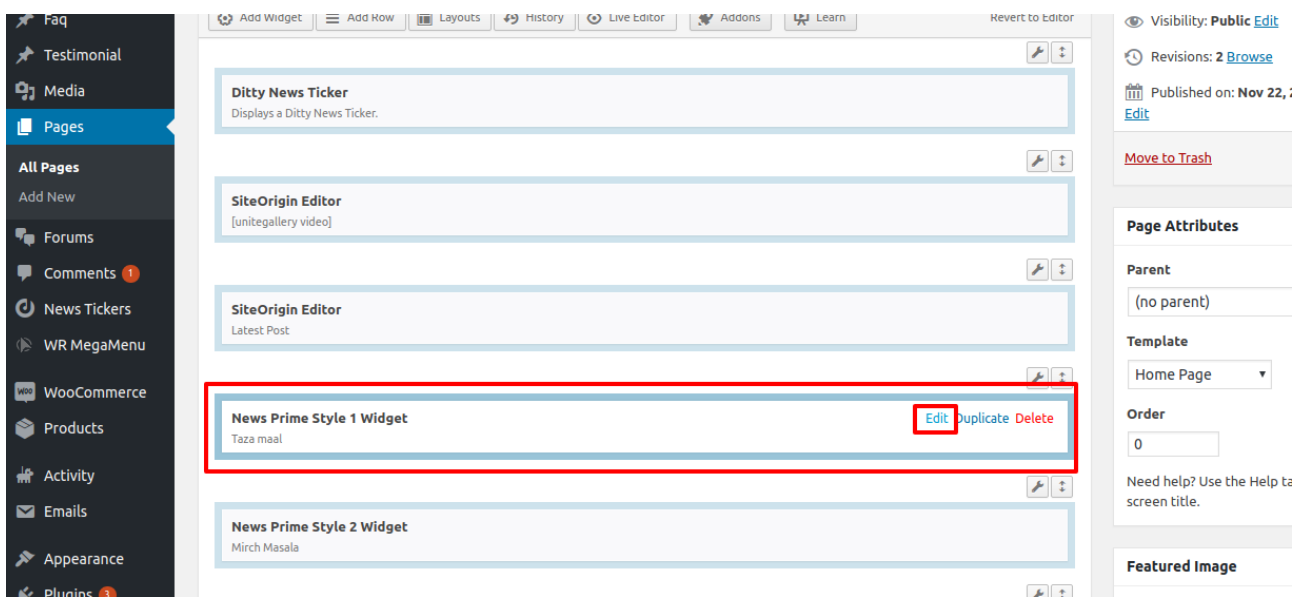 Faq
Testimonial
Media
Pages
All Pages
Add New
Forums
Comments 1
News Tickers
WR MegaMenu
WOO WooCommerce
Products
Activity
Emails
Appearance
Plugins 3
Add Widget Add Row Layouts History Live Editor Addons Learn Revert to Editor
Ditty News Ticker
Displays a Ditty News Ticker.
SiteOrigin Editor
[unitegallery video]
SiteOrigin Editor
Latest Post
News Prime Style 1 Widget Edit Duplicate Delete
Taza maal
News Prime Style 2 Widget
Mirch Masala
Visibility: Public Edit
Revisions: 2 Browse
Published on: Nov 22,
Edit
Move to Trash
Page Attributes
Parent
(no parent)
Template
Home Page
Order
0
Need help? Use the Help
screen title.
Featured Image